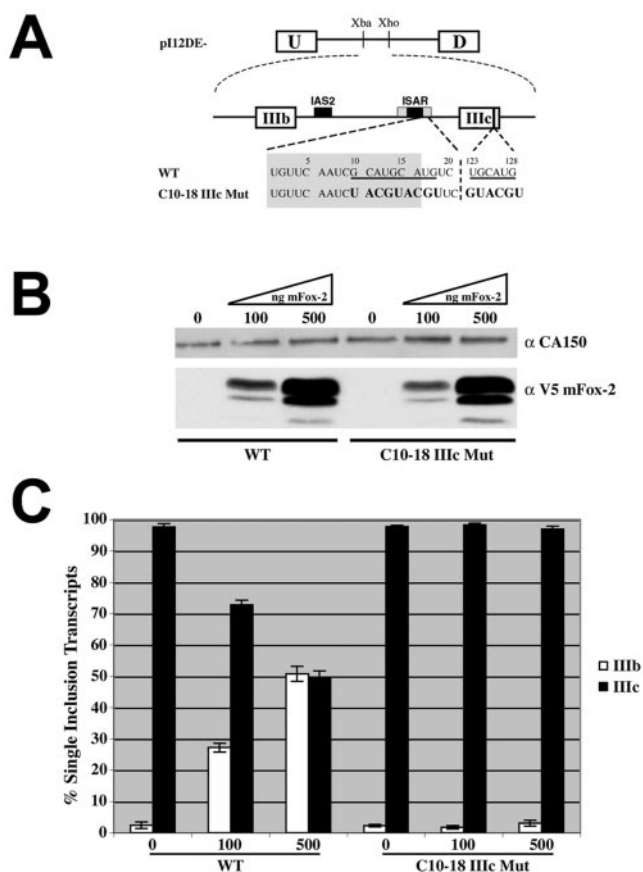 A
pI12DE-
Xba Xho
U D
IAS2 ISAR
IIIb IIIc
5 10 15 20 123 128
WT UGUUC AAUCG CAUGC AUGUC UGCAUG
C10-18 IIIc Mut UGUUC AAUCU ACGUACGUUC GUACGU
B
ng mFox-2 ng mFox-2
0 100 500 0 100 500
α CA150
α V5 mFox-2
WT C10-18 IIIc Mut
C
% Single Inclusion Transcripts
100
90
80
70
60
50
40
30
20
10
0
IIIb
IIIc
0 100 500 0 100 500
WT C10-18 IIIc Mut